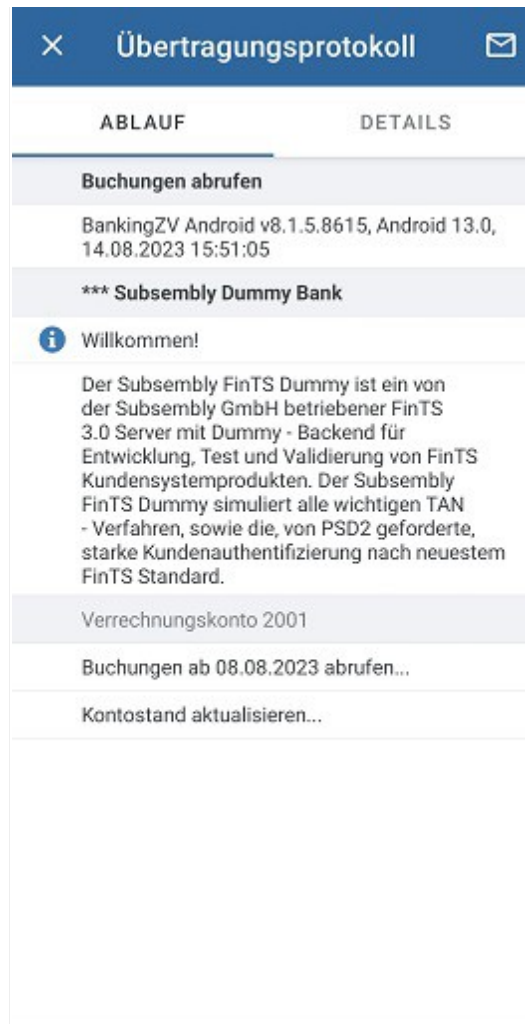 Übertragungsprotokoll
ABLAUF DETAILS
Buchungen abrufen
BankingZV Android v8.1.5.8615, Android 13.0,
14.08.2023 15:51:05
*** Subsembly Dummy Bank
Willkommen!
Der Subsembly FinTS Dummy ist ein von
der Subsembly GmbH betriebener FinTS
3.0 Server mit Dummy - Backend für
Entwicklung, Test und Validierung von FinTS
Kundensystemprodukten. Der Subsembly
FinTS Dummy simuliert alle wichtigen TAN
- Verfahren, sowie die, von PSD2 geforderte,
starke Kundenauthentifizierung nach neuestem
FinTS Standard.
Verrechnungskonto 2001
Buchungen ab 08.08.2023 abrufen...
Kontostand aktualisieren...